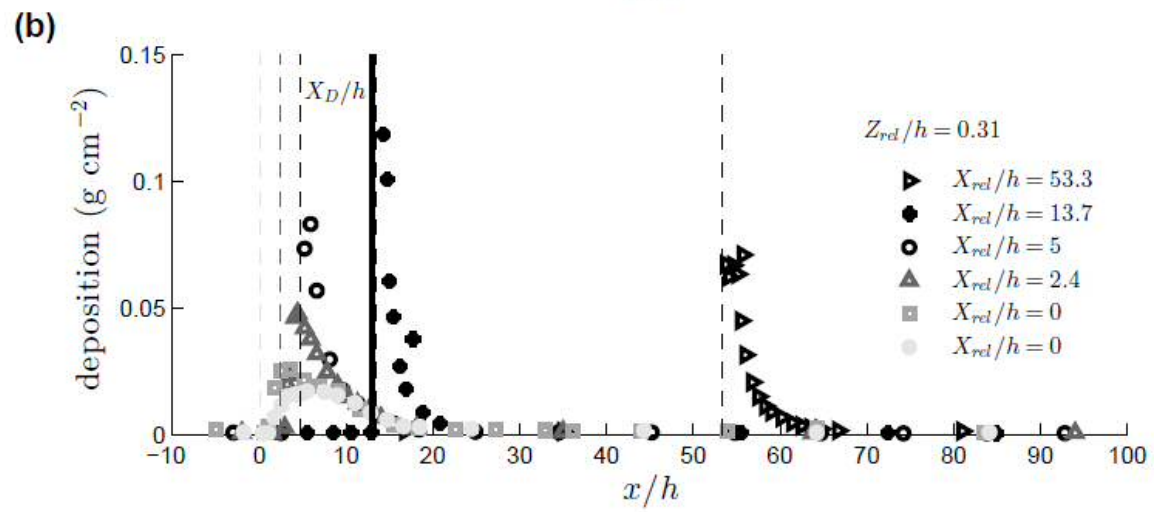 (b)
deposition (g cm⁻²)
0.15
0.1
0.05
0
X_D/h
Z_rel/h = 0.31
X_rel/h = 53.3
X_rel/h = 13.7
X_rel/h = 5
X_rel/h = 2.4
X_rel/h = 0
X_rel/h = 0
−10 0 10 20 30 40 50 60 70 80 90 100
x/h